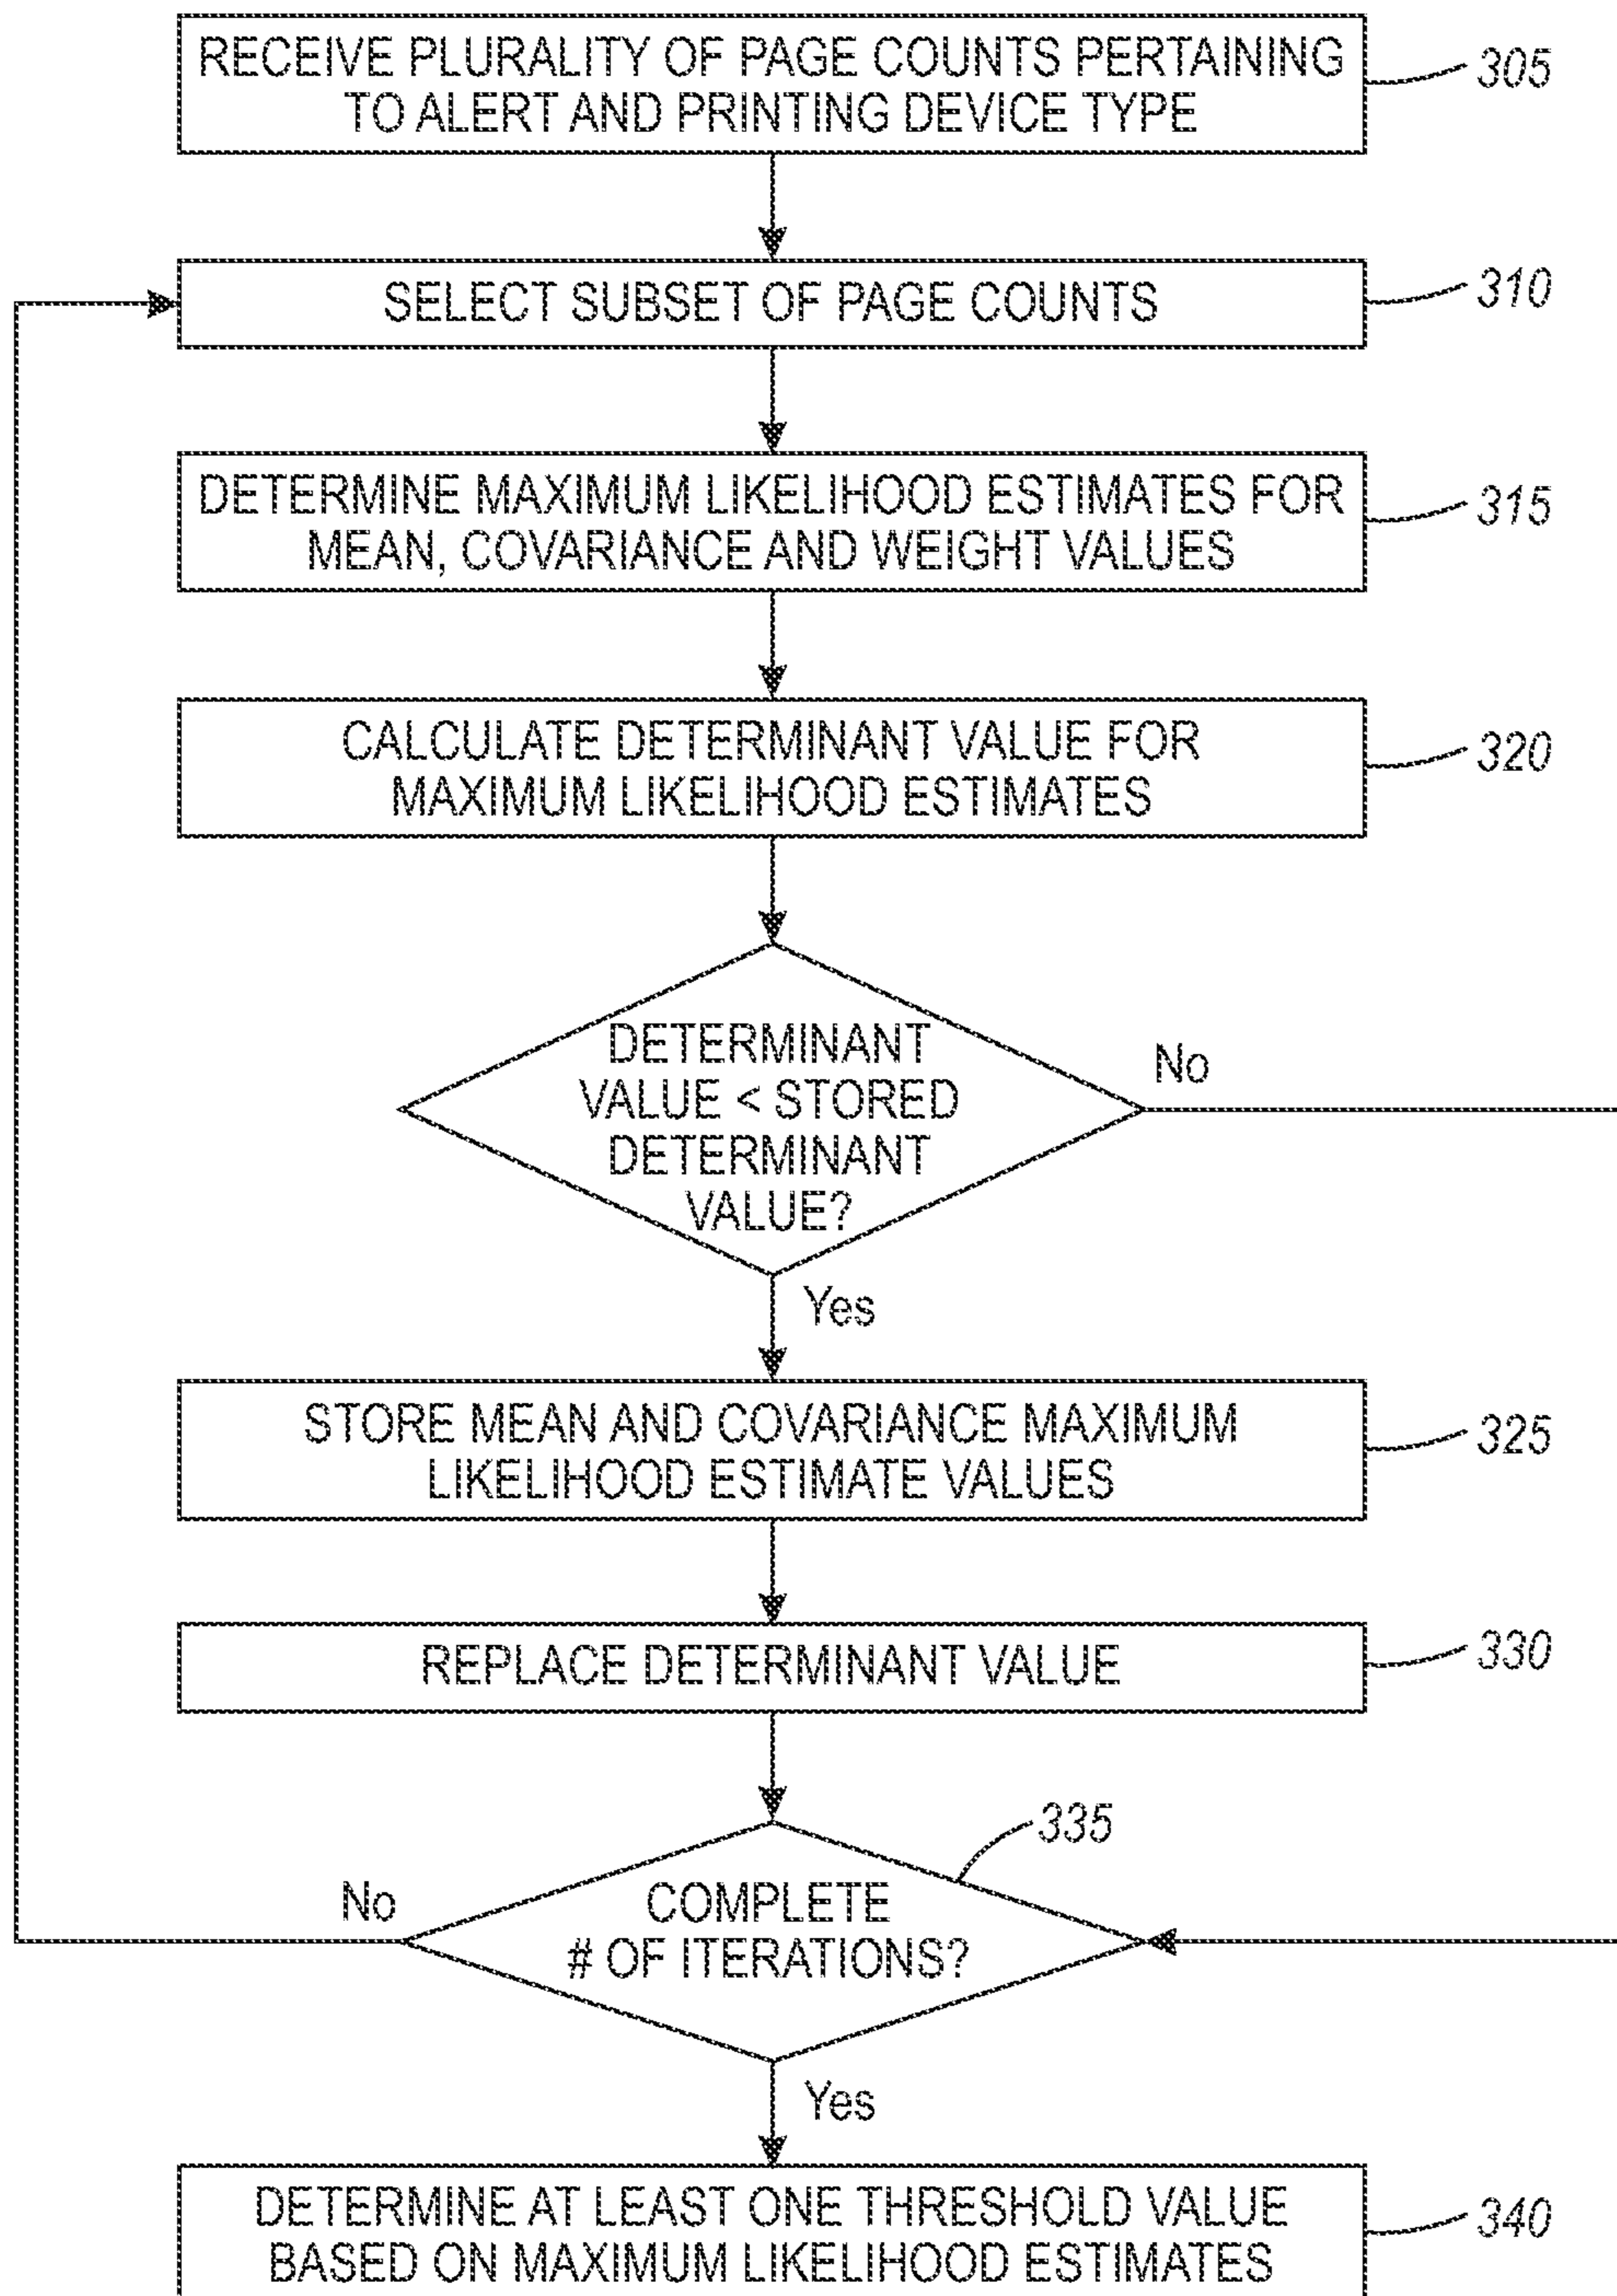 RECEIVE PLURALITY OF PAGE COUNTS PERTAINING
TO ALERT AND PRINTING DEVICE TYPE
305
SELECT SUBSET OF PAGE COUNTS
310
DETERMINE MAXIMUM LIKELIHOOD ESTIMATES FOR
MEAN, COVARIANCE AND WEIGHT VALUES
315
CALCULATE DETERMINANT VALUE FOR
MAXIMUM LIKELIHOOD ESTIMATES
320
DETERMINANT
VALUE < STORED
DETERMINANT
VALUE?
No
Yes
STORE MEAN AND COVARIANCE MAXIMUM
LIKELIHOOD ESTIMATE VALUES
325
REPLACE DETERMINANT VALUE
330
335
No
COMPLETE
# OF ITERATIONS?
Yes
DETERMINE AT LEAST ONE THRESHOLD VALUE
BASED ON MAXIMUM LIKELIHOOD ESTIMATES
340